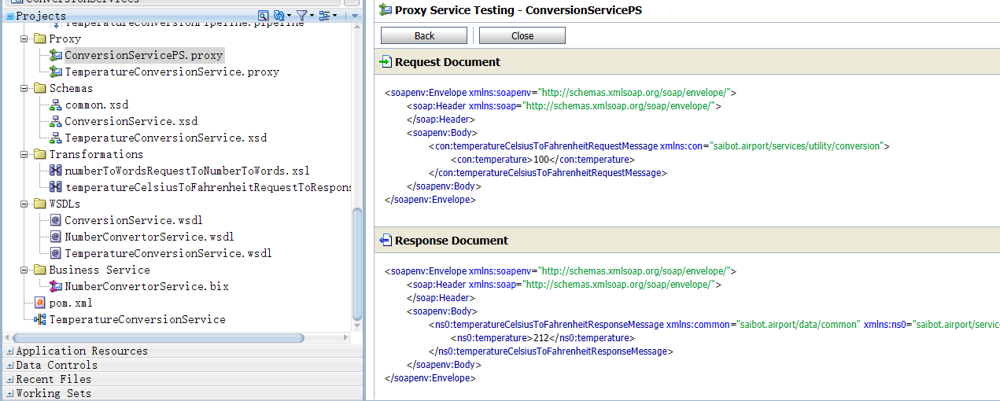 ConversionServices
Projects
TemperatureConversionPipeline.pipeline
Proxy
ConversionServicePS.proxy
TemperatureConversionService.proxy
Schemas
common.xsd
ConversionService.xsd
TemperatureConversionService.xsd
Transformations
numberToWordsRequestToNumberToWords.xsl
temperatureCelsiusToFahrenheitRequestToRespons
WSDLs
ConversionService.wsdl
NumberConvertorService.wsdl
TemperatureConversionService.wsdl
Business Service
NumberConvertorService.bix
pom.xml
TemperatureConversionService
Application Resources
Data Controls
Recent Files
Working Sets
Proxy Service Testing - ConversionServicePS
Back Close
Request Document
<soapenv:Envelope xmlns:soapenv="http://schemas.xmlsoap.org/soap/envelope/">
<soap:Header xmlns:soap="http://schemas.xmlsoap.org/soap/envelope/">
</soap:Header>
<soapenv:Body>
<con:temperatureCelsiusToFahrenheitRequestMessage xmlns:con="saibot.airport/services/utility/conversion">
<con:temperature>100</con:temperature>
</con:temperatureCelsiusToFahrenheitRequestMessage>
</soapenv:Body>
</soapenv:Envelope>
Response Document
<soapenv:Envelope xmlns:soapenv="http://schemas.xmlsoap.org/soap/envelope/">
<soap:Header xmlns:soap="http://schemas.xmlsoap.org/soap/envelope/">
</soap:Header>
<soapenv:Body>
<ns0:temperatureCelsiusToFahrenheitResponseMessage xmlns:common="saibot.airport/data/common" xmlns:ns0="saibot.airport/service
<ns0:temperature>212</ns0:temperature>
</ns0:temperatureCelsiusToFahrenheitResponseMessage>
</soapenv:Body>
</soapenv:Envelope>